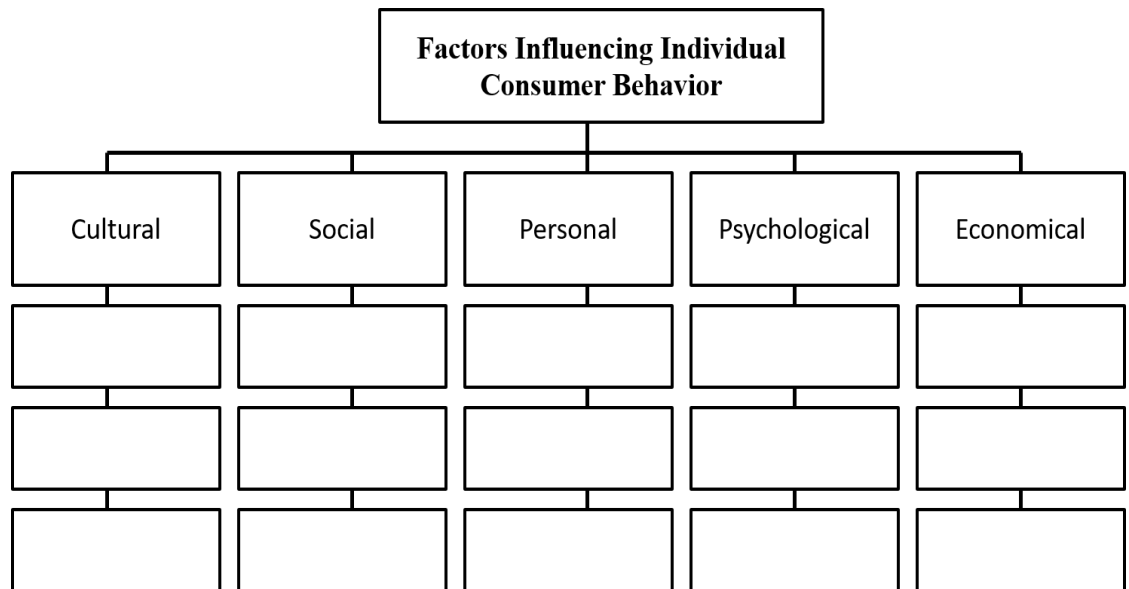 Factors Influencing Individual
Consumer Behavior
Cultural
Social
Personal
Psychological
Economical